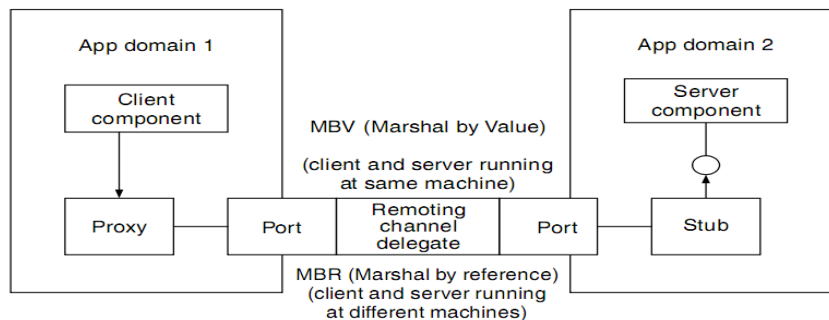 App domain 1
App domain 2
Client
component
Server
component
MBV (Marshal by Value)
(client and server running
at same machine)
Proxy
Port
Remoting
channel
delegate
Port
Stub
MBR (Marshal by reference)
(client and server running
at different machines)